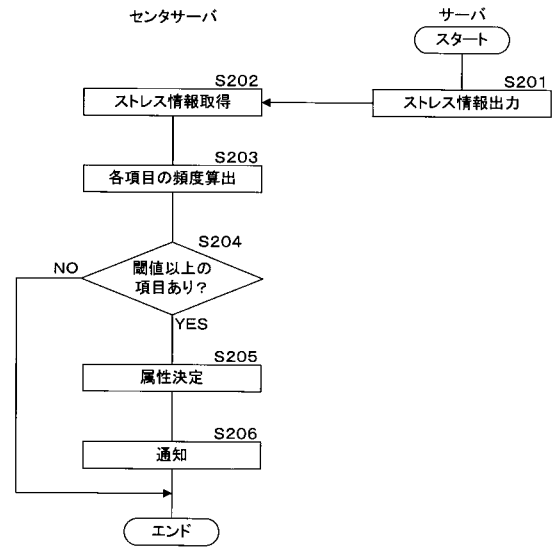 センタサーバ
サーバ
スタート
S201
ストレス情報出力
S202
ストレス情報取得
S203
各項目の頻度算出
S204
閾値以上の
項目あり?
NO
YES
S205
属性決定
S206
通知
エンド